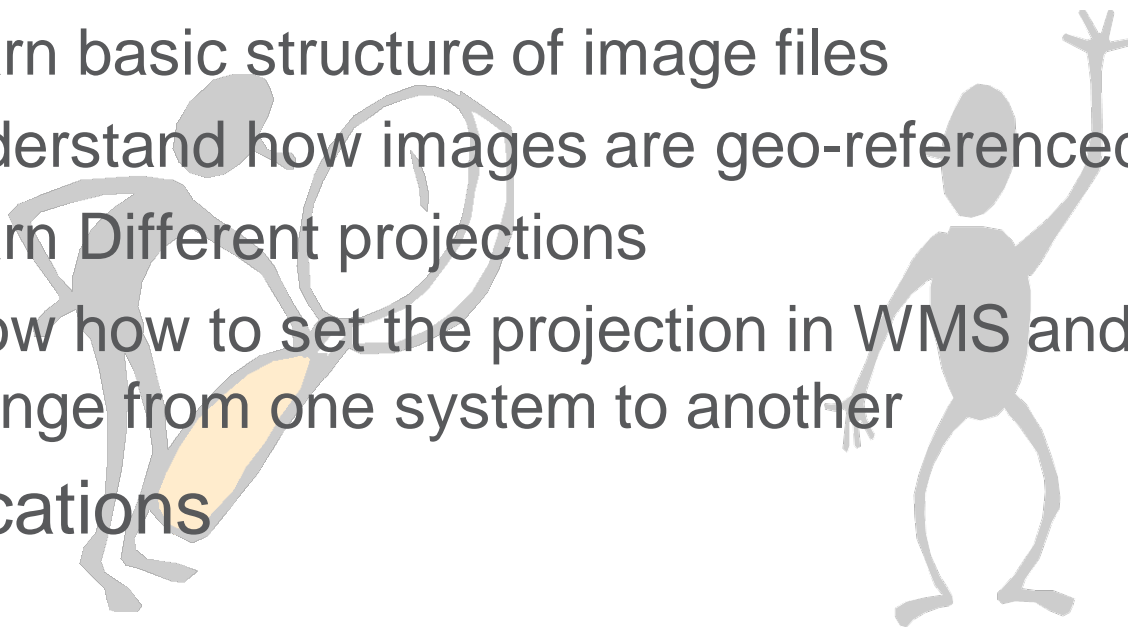 rn basic structure of image files
derstand how images are geo-referenced
rn Different projections
ow how to set the projection in WMS and
nge from one system to another
cations